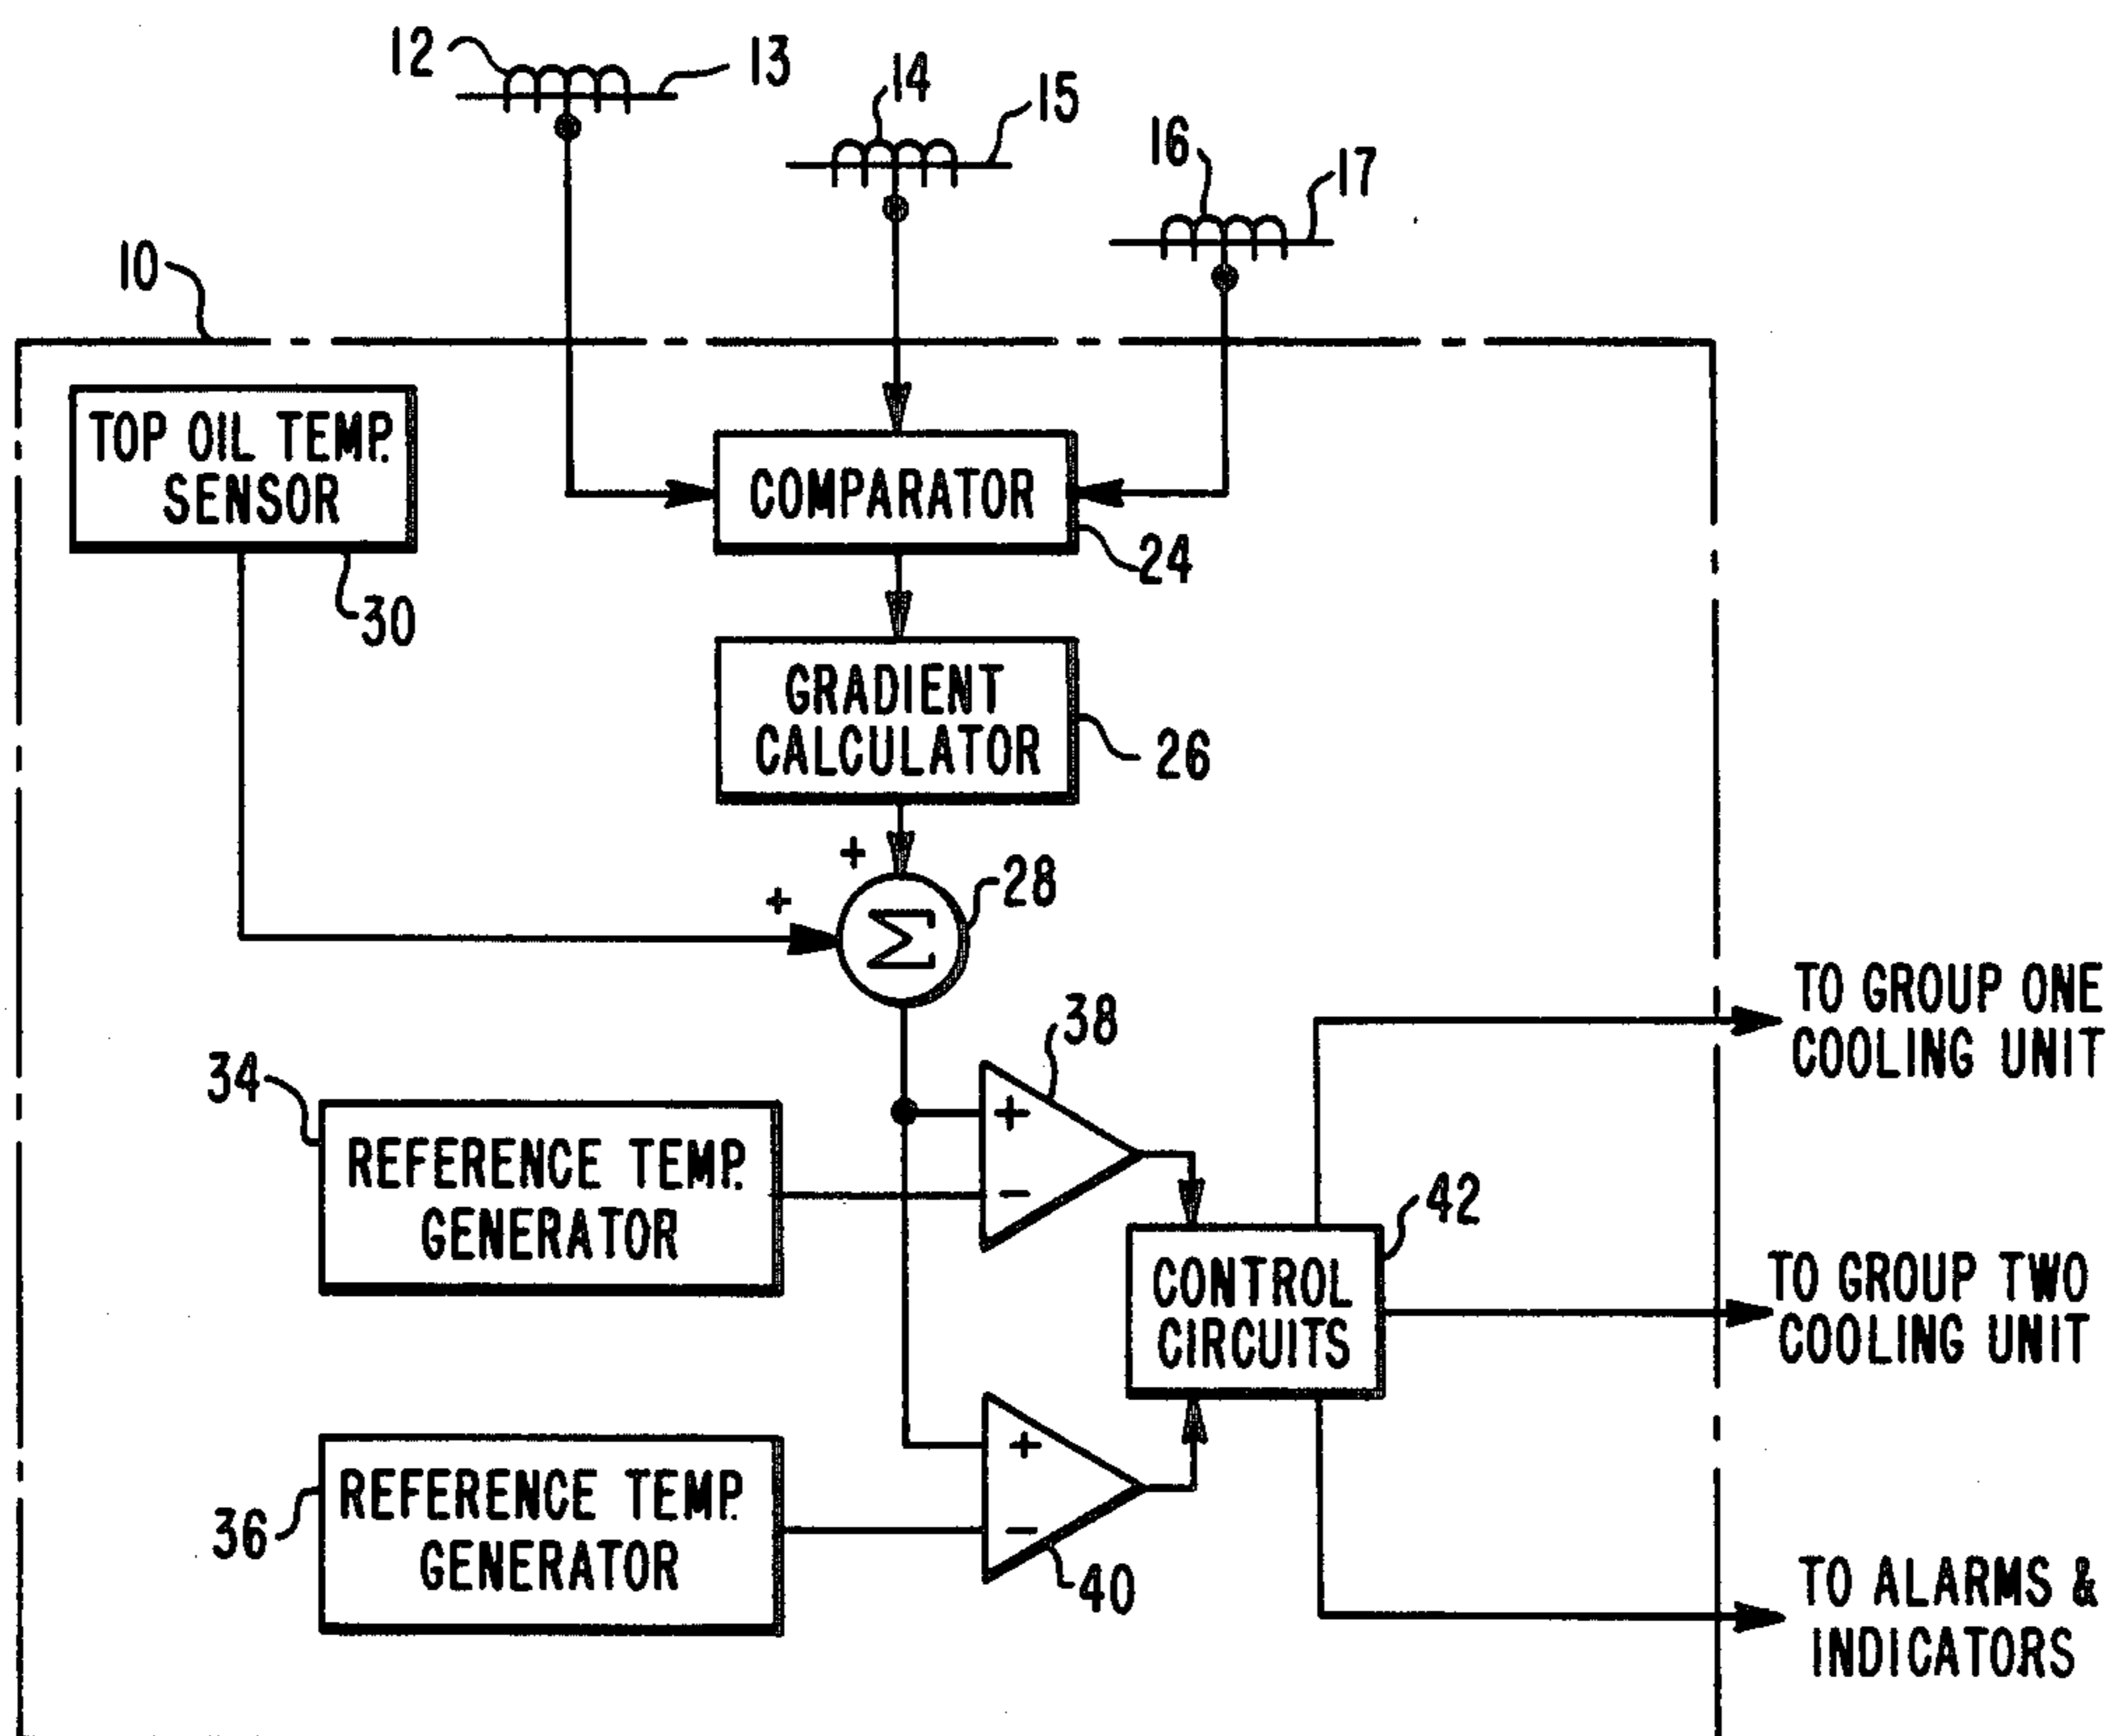 12
13
14
15
16
17
10
TOP OIL TEMP.
SENSOR
30
COMPARATOR
24
GRADIENT
CALCULATOR
26
+
+
Σ
28
38
34
REFERENCE TEMP.
GENERATOR
+
−
42
CONTROL
CIRCUITS
TO GROUP ONE
COOLING UNIT
TO GROUP TWO
COOLING UNIT
36
REFERENCE TEMP.
GENERATOR
+
−
40
TO ALARMS &
INDICATORS